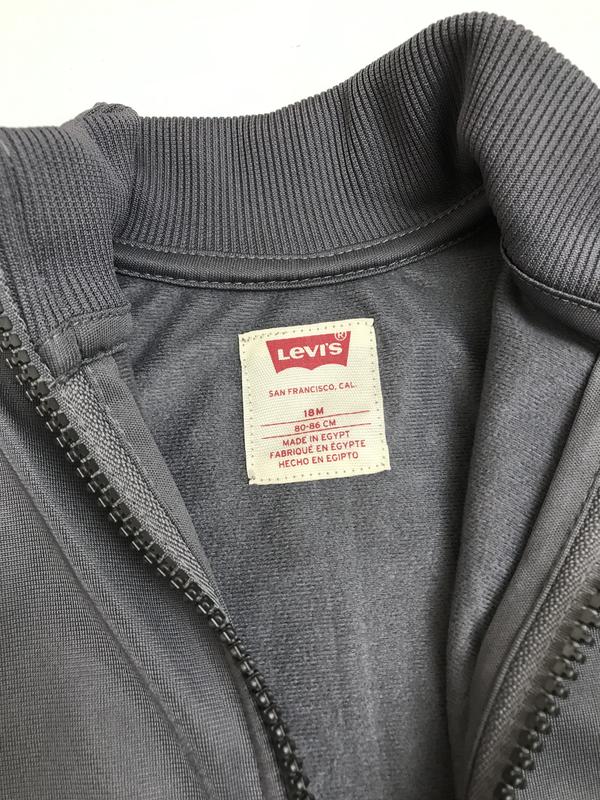 Levi's®
SAN FRANCISCO, CAL.
18M
80-86 CM
MADE IN EGYPT
FABRIQUÉ EN ÉGYPTE
HECHO EN EGIPTO